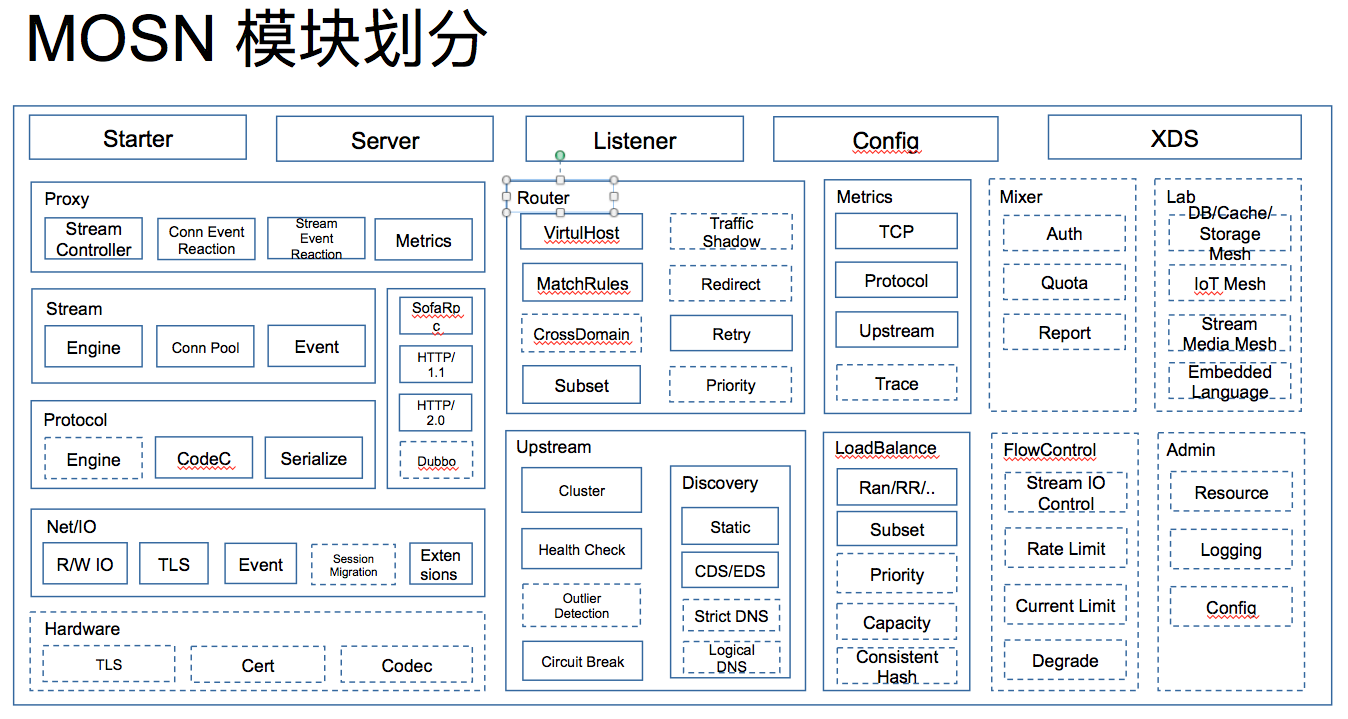 MOSN 模块划分
Starter
Server
Listener
Config
XDS
Proxy
Stream
Controller
Conn Event
Reaction
Stream
Event
Reaction
Metrics
Stream
Engine
Conn Pool
Event
Protocol
Engine
CodeC
Serialize
SofaRp
c
HTTP/
1.1
HTTP/
2.0
Dubbo
Net/IO
R/W IO
TLS
Event
Session
Migration
Exten
sions
Hardware
TLS
Cert
Codec
Router
VirtulHost
Traffic
Shadow
MatchRules
Redirect
CrossDomain
Retry
Subset
Priority
Upstream
Cluster
Health Check
Outlier
Detection
Circuit Break
Discovery
Static
CDS/EDS
Strict DNS
Logical
DNS
Metrics
TCP
Protocol
Upstream
Trace
LoadBalance
Ran/RR/..
Subset
Priority
Capacity
Consistent
Hash
Mixer
Auth
Quota
Report
FlowControl
Stream IO
Control
Rate Limit
Current Limit
Degrade
Lab
DB/Cache/
Storage
Mesh
IoT Mesh
Stream
Media Mesh
Embedded
Language
Admin
Resource
Logging
Config